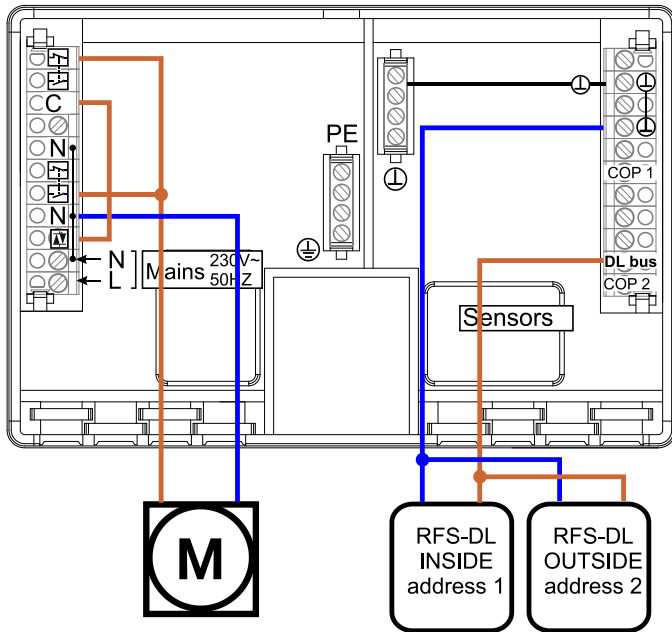 C
N
N
PE
N
L
Mains
230V~
50HZ
COP 1
DL bus
COP 2
Sensors
M
RFS-DL
INSIDE
address 1
RFS-DL
OUTSIDE
address 2